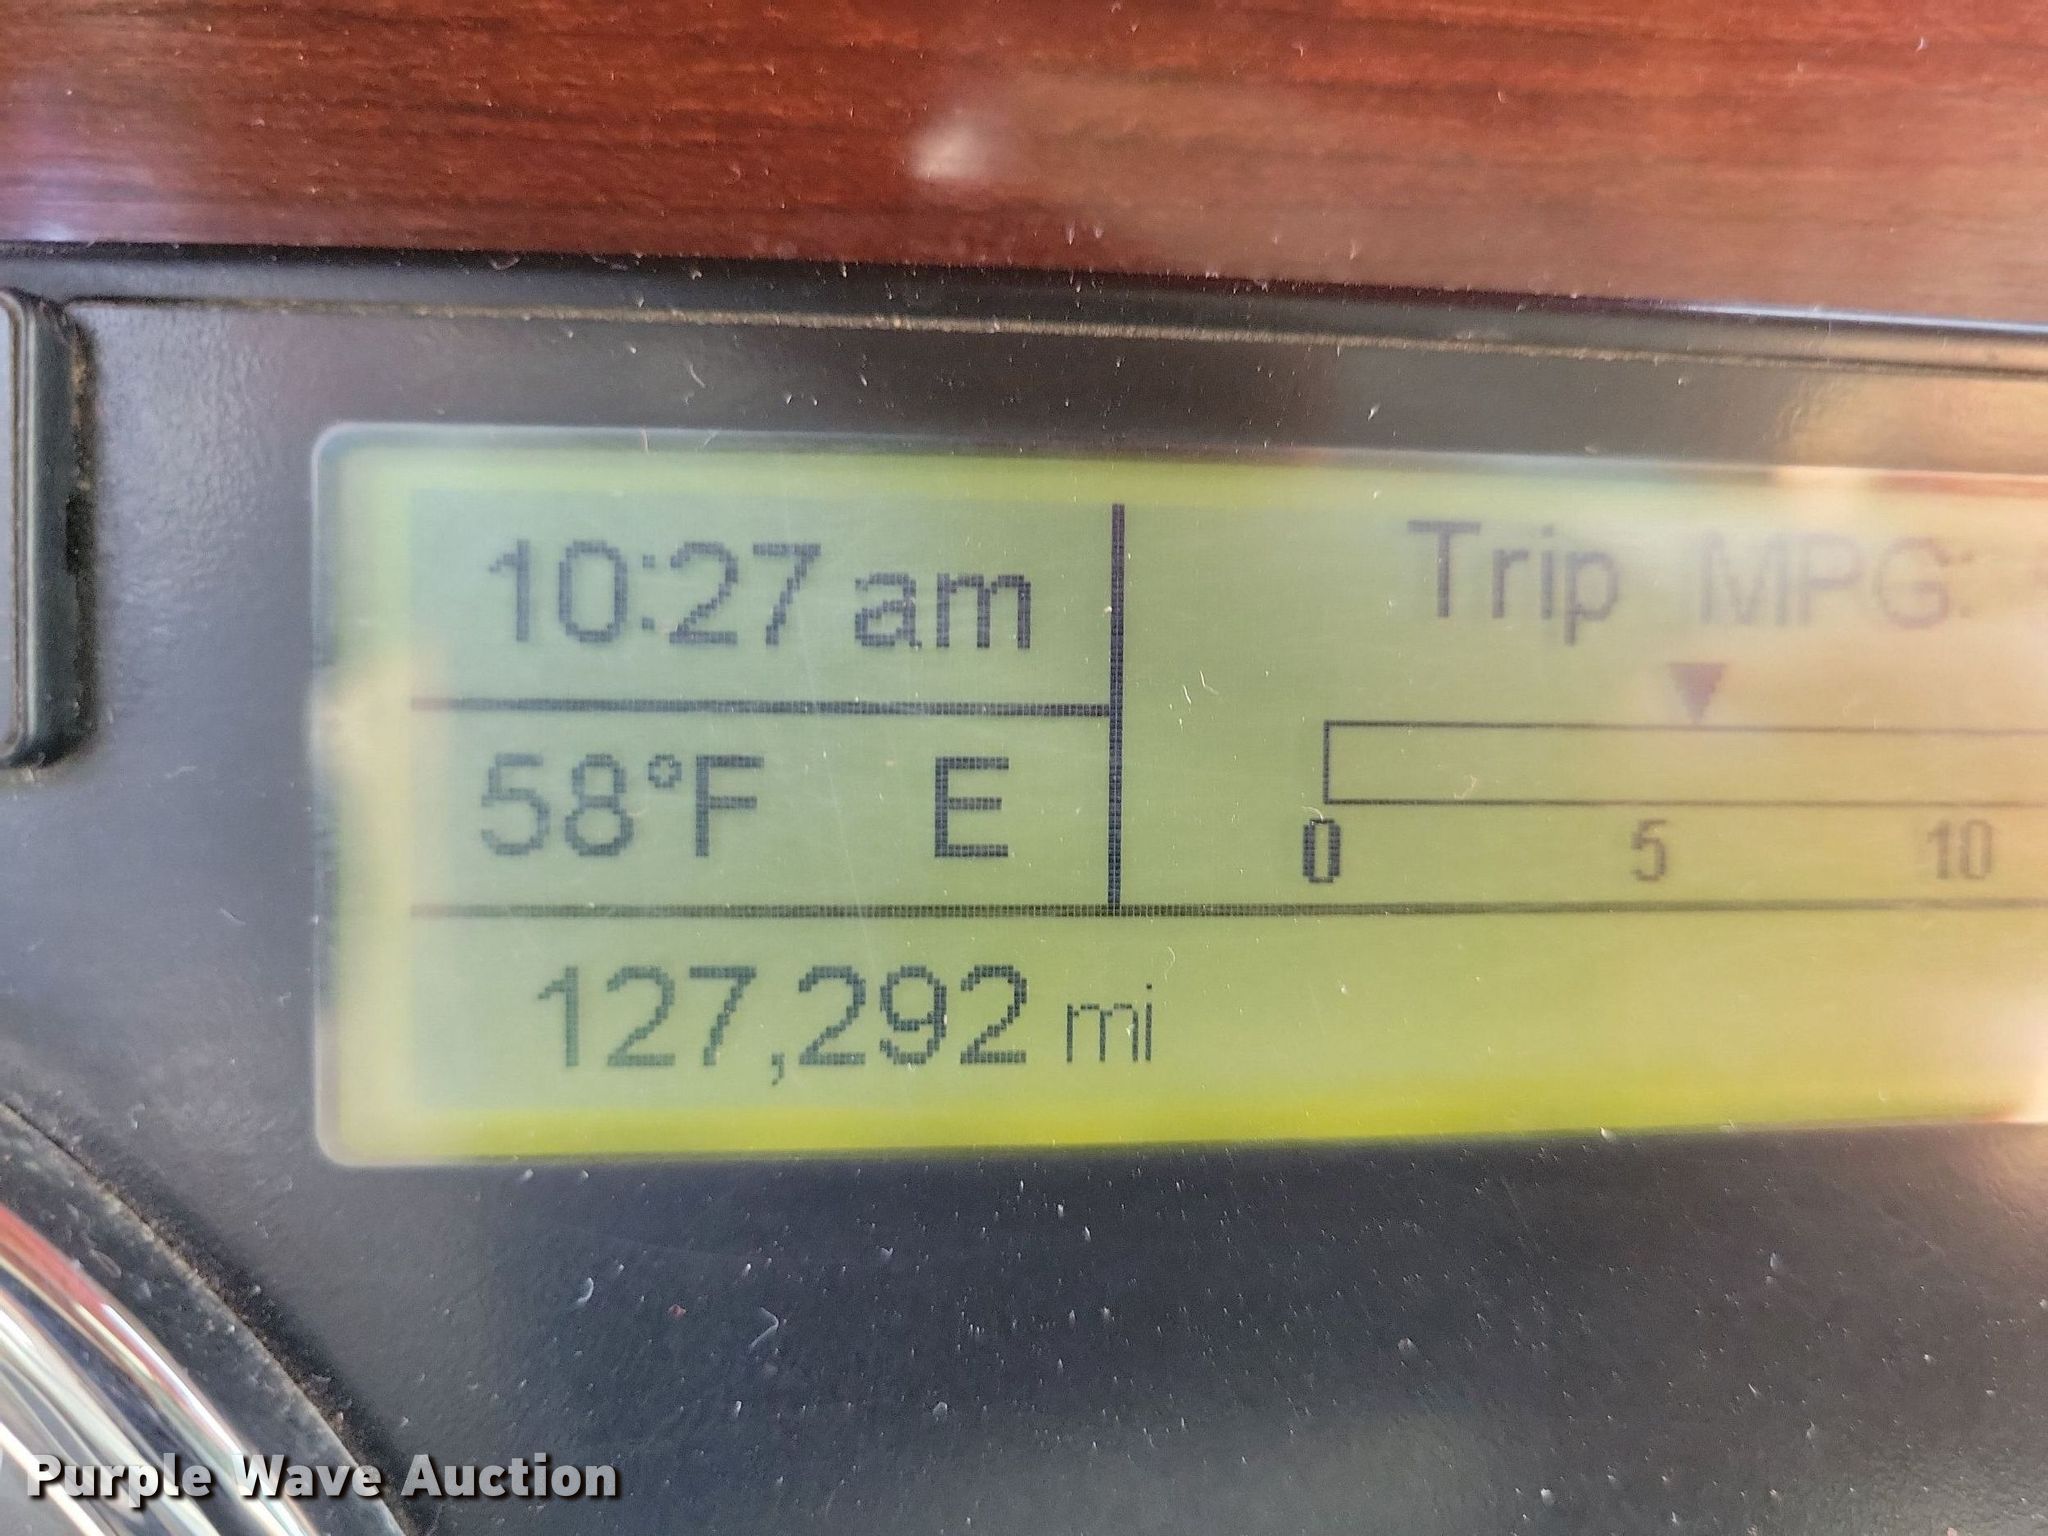 10:27 am
Trip MPG:
58°F E
0 5 10
127,292 mi
Purple Wave Auction